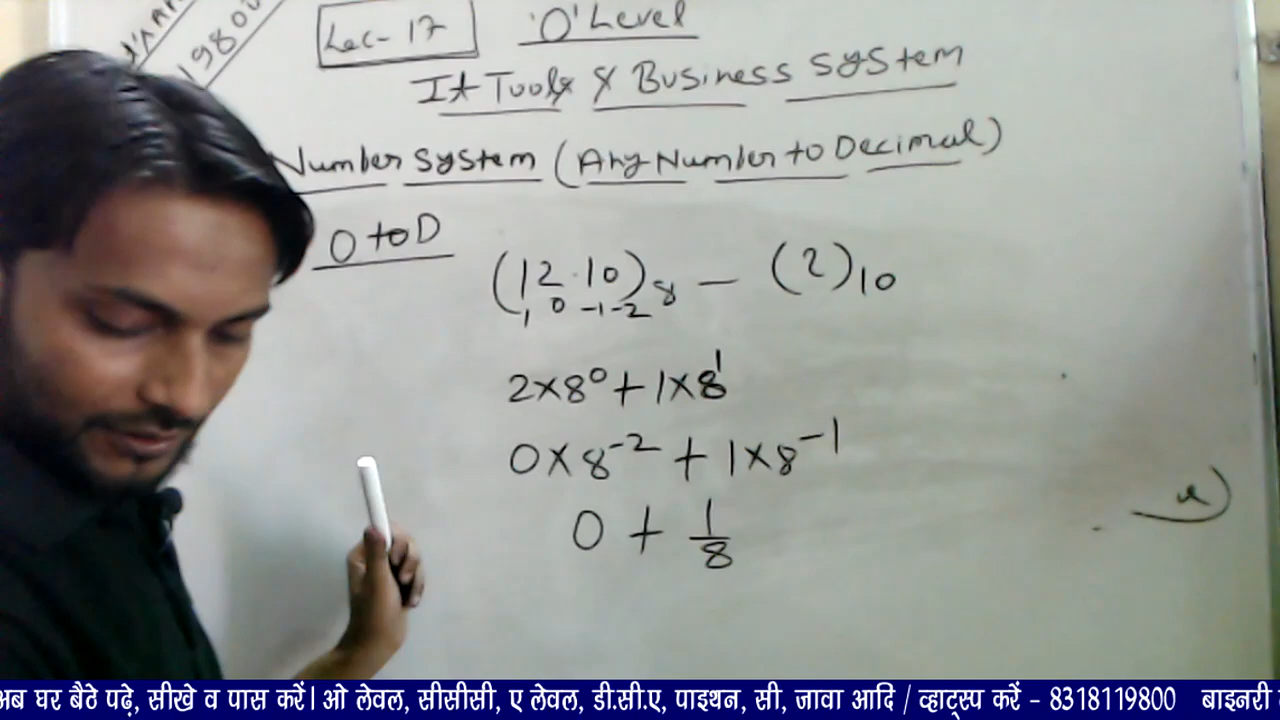 1980
Lec- 17 'O' Level
It Tools & Business System
Number System (Any Number to Decimal)
O to D
(12.10)8 — (?)10
1 0 -1 -2
2×8⁰ + 1×8¹
0×8⁻² + 1×8⁻¹
0 + 1/8
अब घर बैठे पढ़े, सीखे व पास करें। ओ लेवल, सीसीसी, ए लेवल, डी.सी.ए, पाइथन, सी, जावा आदि / व्हाट्स्प करें - 8318119800 बाइनरी